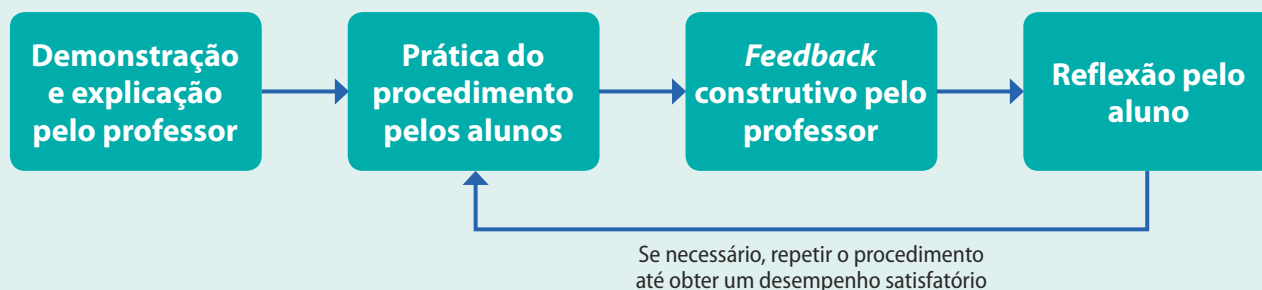 Demonstração
e explicação
pelo professor
Prática do
procedimento
pelos alunos
Feedback
construtivo pelo
professor
Reflexão pelo
aluno
Se necessário, repetir o procedimento
até obter um desempenho satisfatório